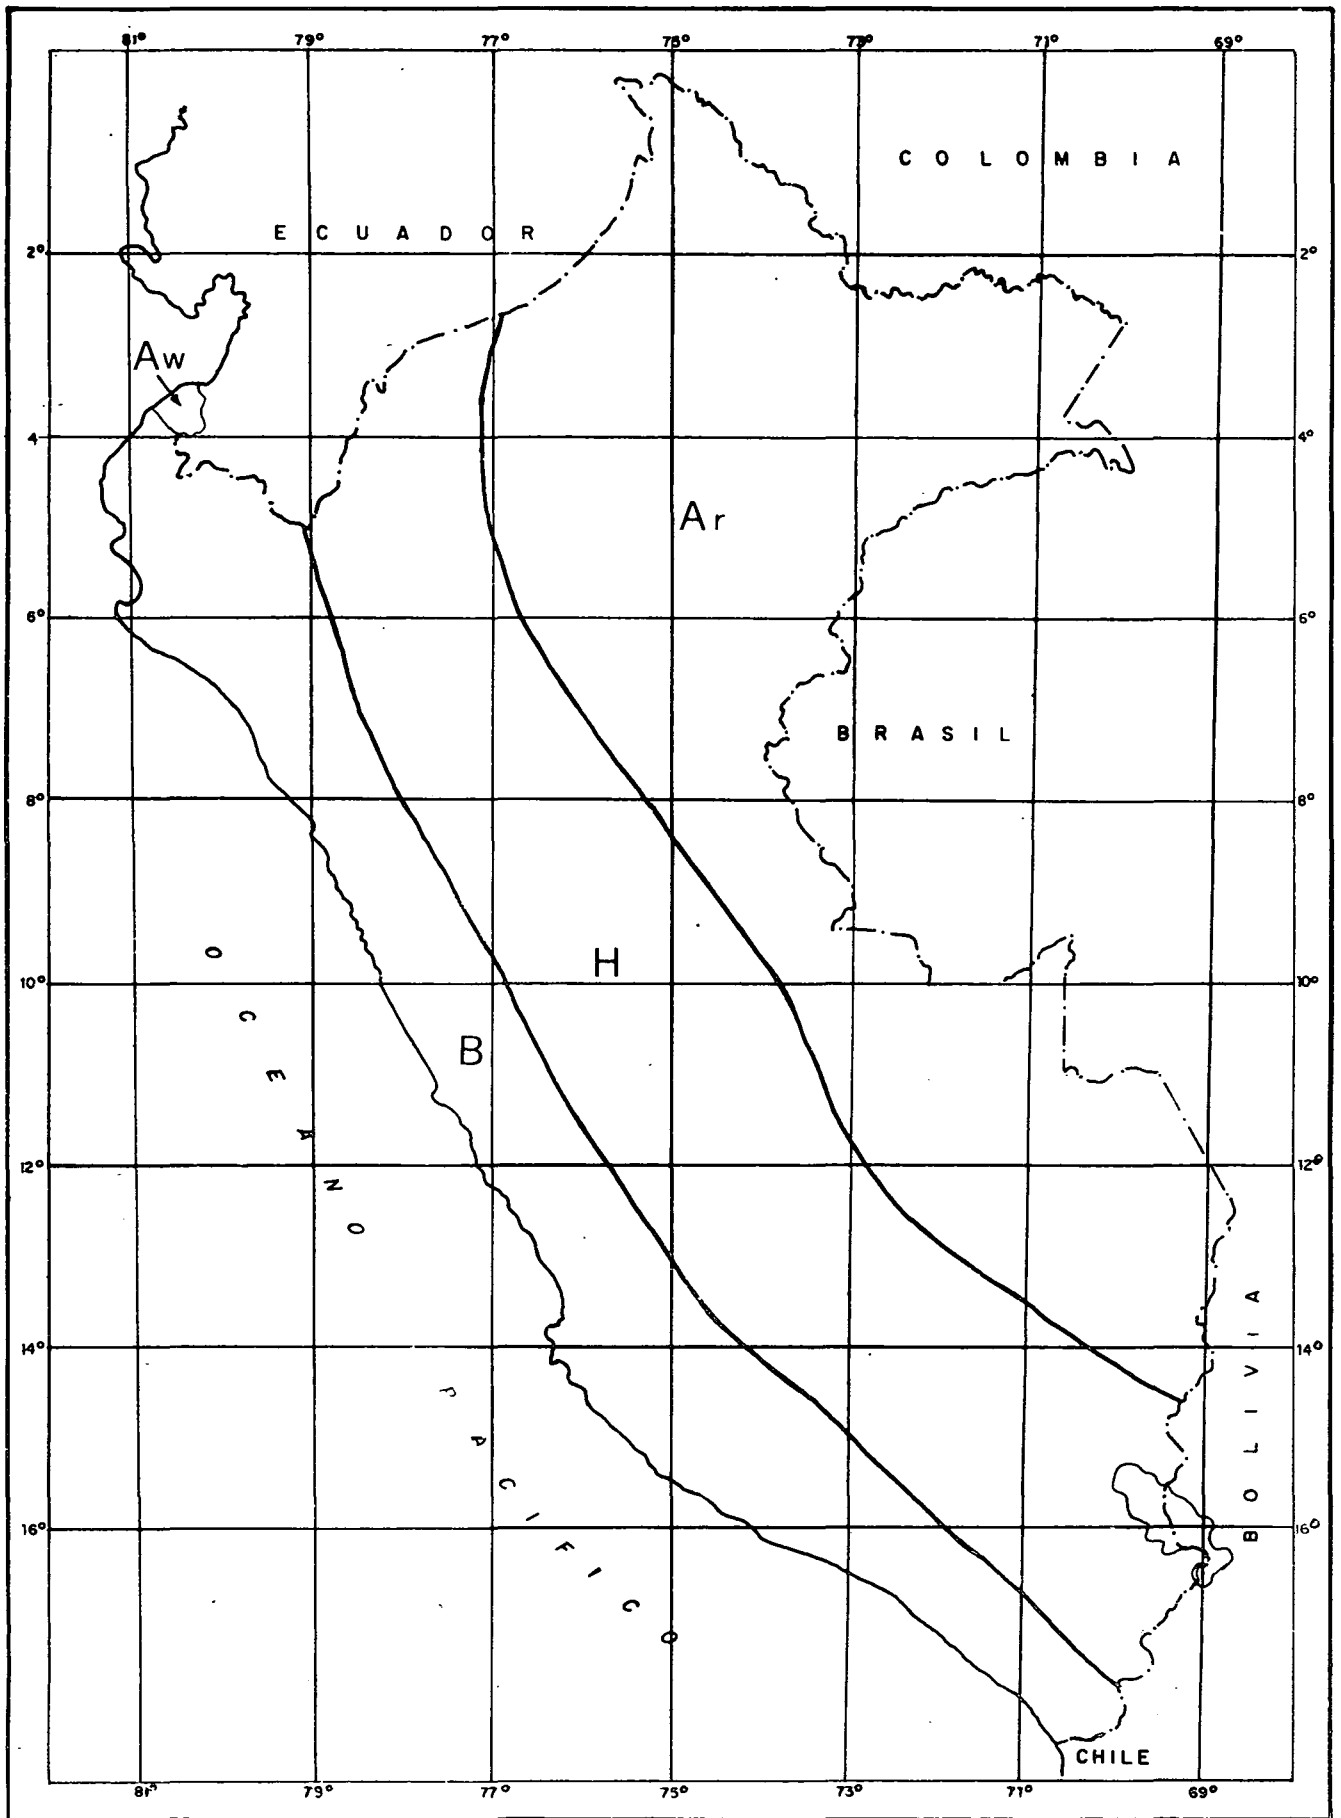 81° 79° 77° 75° 73° 71° 69°
COLOMBIA
ECUADOR
2° 2°
Aw
4° 4°
Ar
6° 6°
BRASIL
8° 8°
H
10° 10°
B
12° 12°
14° 14°
16° 16°
OCEANO PACIFICO
BOLIVIA
CHILE
81° 79° 77° 75° 73° 71° 69°